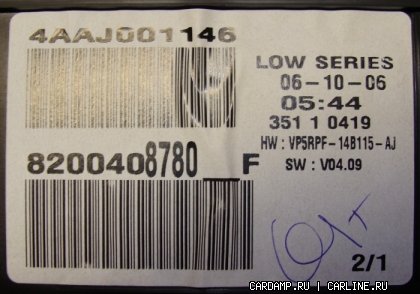 4AAJ001146
LOW SERIES
06-10-06
05:44
351 1 0419
HW : VP5RPF-14B115-AJ
SW : V04.09
8200408780__F
2/1
CARDAMP.RU | CARLINE.RU